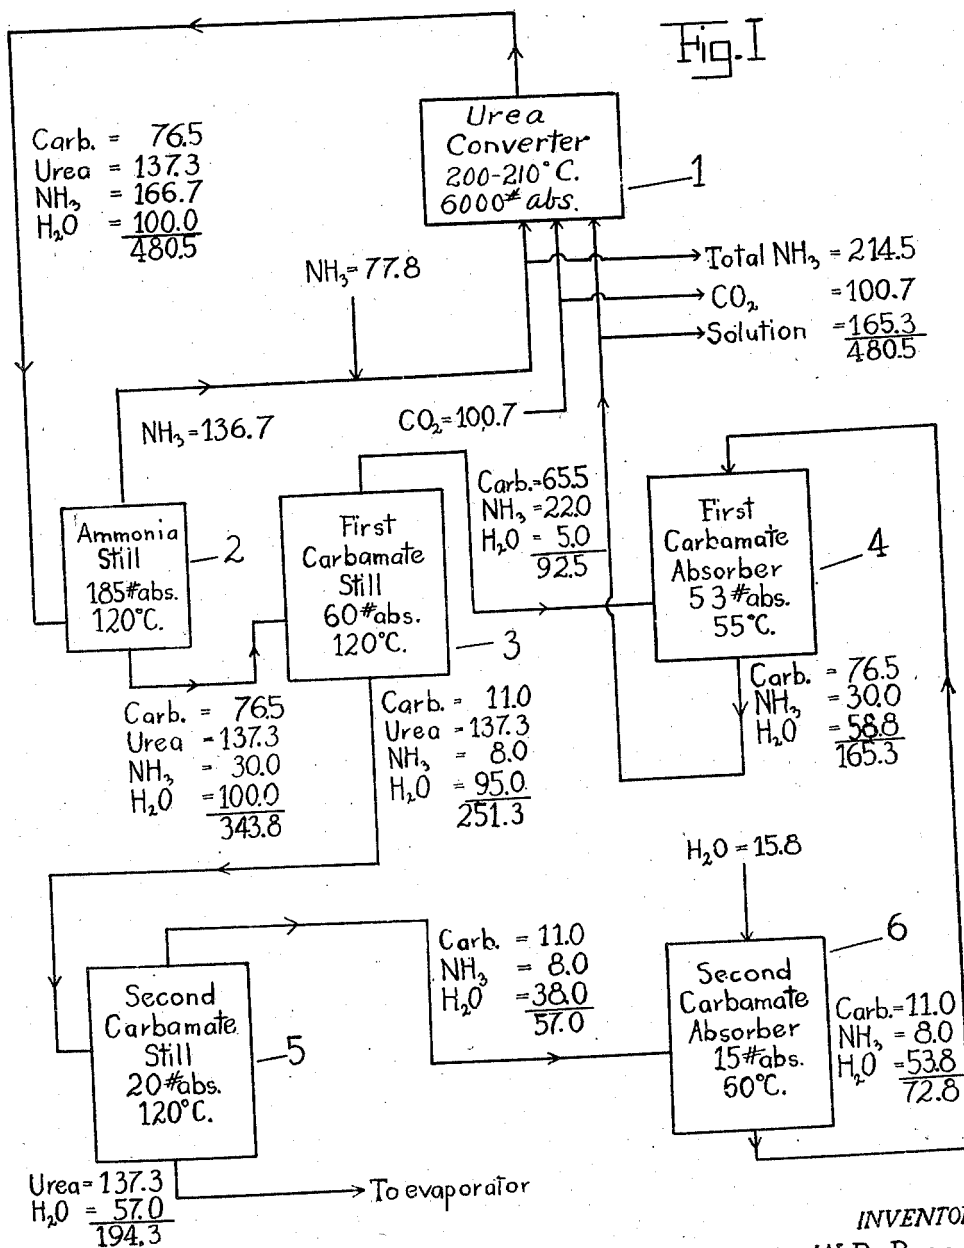 Fig. I
Urea
Converter
200-210°C.
6000# abs.
1
Carb. = 76.5
Urea = 137.3
NH₃ = 166.7
H₂O = 100.0
480.5
NH₃ = 77.8
Total NH₃ = 214.5
CO₂ = 100.7
Solution = 165.3
480.5
NH₃ = 136.7
CO₂ = 100.7
Ammonia
Still
185# abs.
120°C.
2
First
Carbamate
Still
60# abs.
120°C.
3
Carb. = 65.5
NH₃ = 22.0
H₂O = 5.0
92.5
First
Carbamate
Absorber
53# abs.
55°C.
4
Carb. = 76.5
Urea = 137.3
NH₃ = 30.0
H₂O = 100.0
343.8
Carb. = 11.0
Urea = 137.3
NH₃ = 8.0
H₂O = 95.0
251.3
Carb. = 76.5
NH₃ = 30.0
H₂O = 58.8
165.3
H₂O = 15.8
Second
Carbamate
Still
20# abs.
120°C.
5
Carb. = 11.0
NH₃ = 8.0
H₂O = 38.0
57.0
Second
Carbamate
Absorber
15# abs.
60°C.
6
Carb. = 11.0
NH₃ = 8.0
H₂O = 53.8
72.8
Urea = 137.3
H₂O = 57.0
194.3
To evaporator
INVENTO